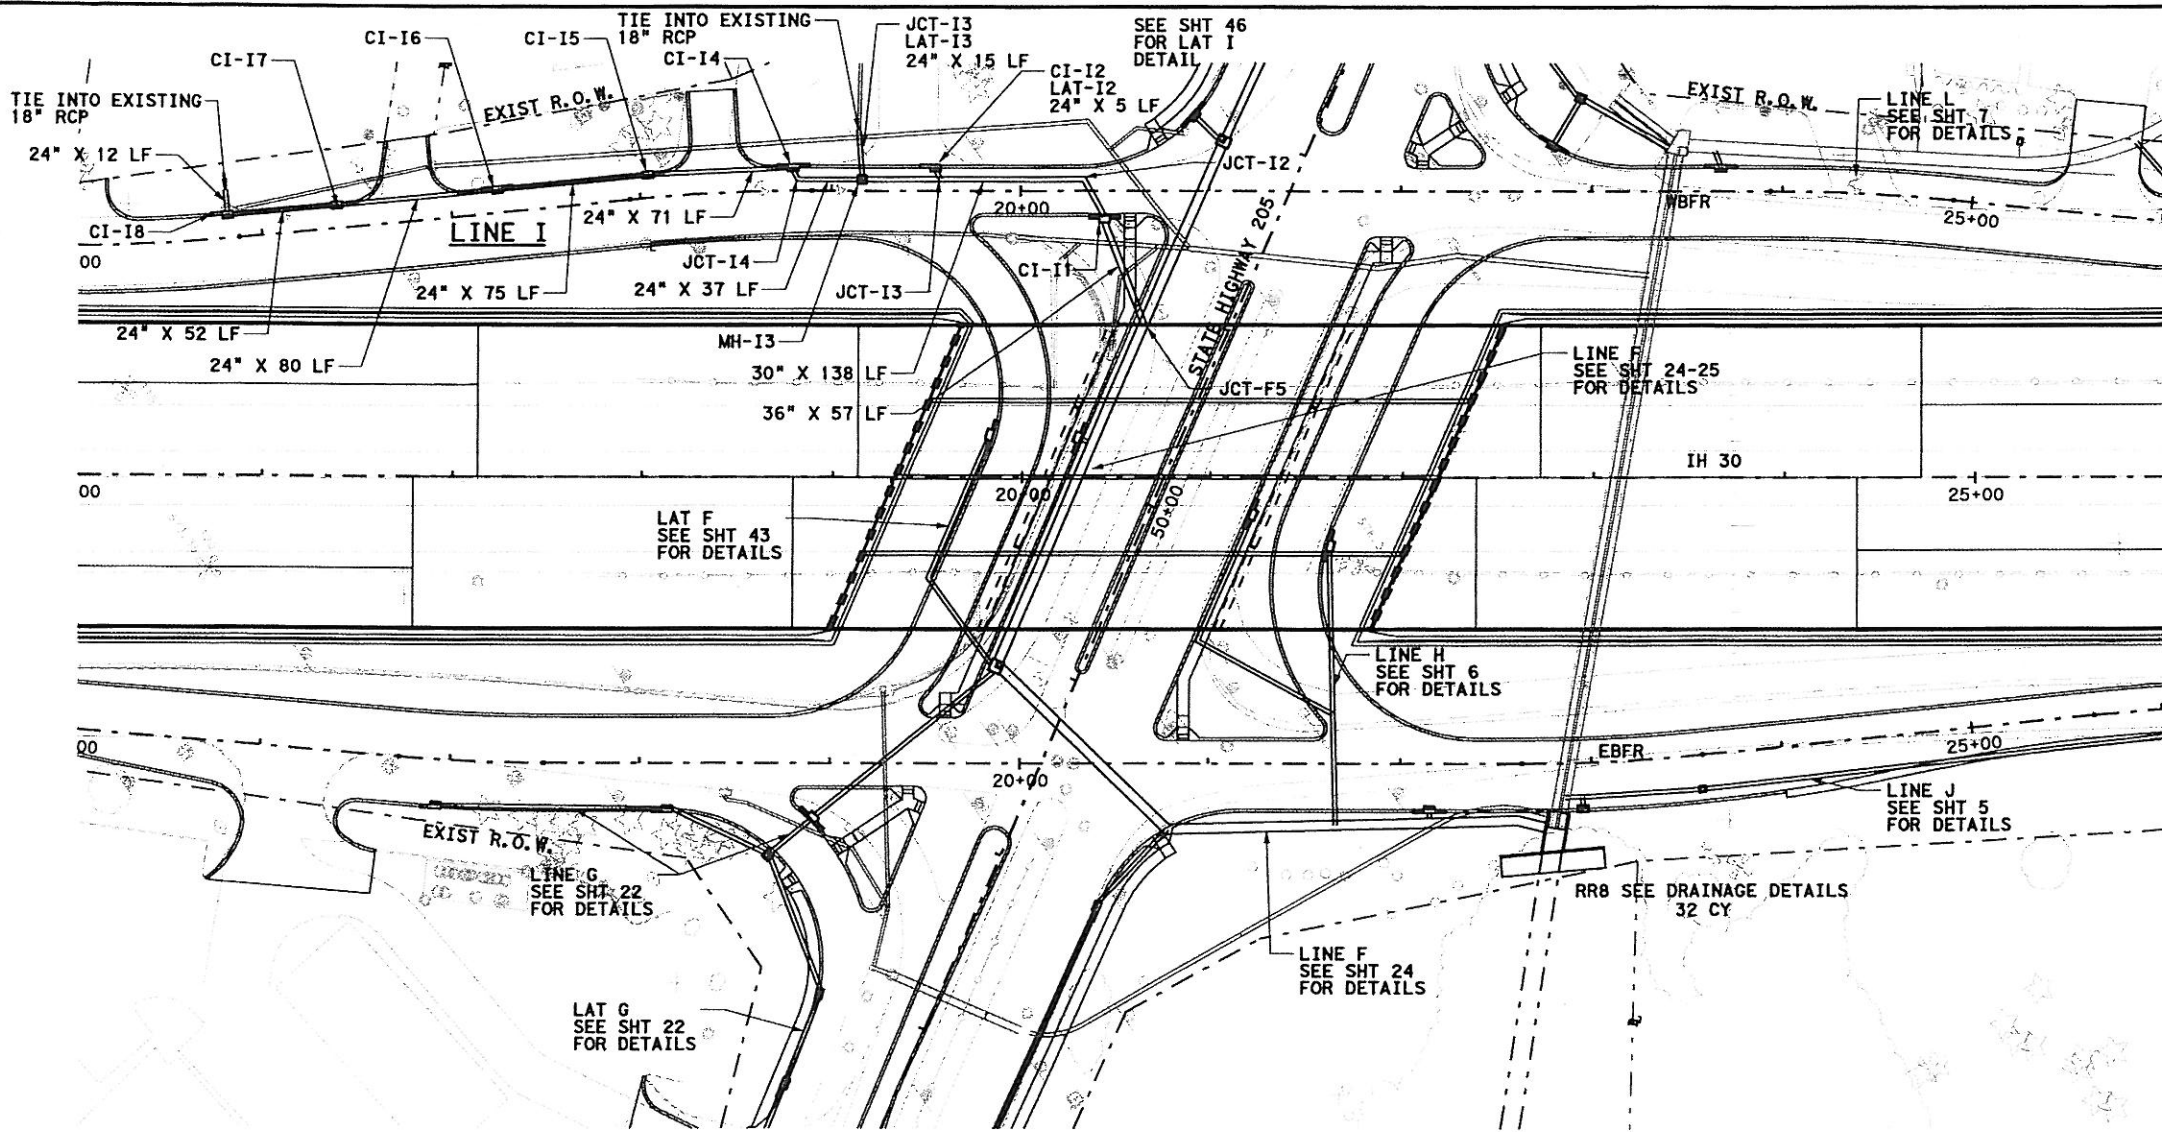 TIE INTO EXISTING
18" RCP
JCT-I3
LAT-I3
24" X 15 LF
SEE SHT 46
FOR LAT I
DETAIL
CI-I6
CI-I5
CI-I4
CI-I7
CI-I2
LAT-I2
24" X 5 LF
TIE INTO EXISTING
18" RCP
EXIST R.O.W.
EXIST R.O.W.
LINE L
SEE SHT 7
FOR DETAILS
24" X 12 LF
JCT-I2
CI-I8
LINE I
24" X 71 LF
20+00
WBFR
25+00
00
JCT-I4
CI-I1
STATE HIGHWAY 205
24" X 75 LF
24" X 37 LF
JCT-I3
24" X 52 LF
MH-I3
24" X 80 LF
30" X 138 LF
36" X 57 LF
JCT-F5
LINE F
SEE SHT 24-25
FOR DETAILS
IH 30
00
20+00
50+00
25+00
LAT F
SEE SHT 43
FOR DETAILS
LINE H
SEE SHT 6
FOR DETAILS
00
20+00
EBFR
25+00
LINE J
SEE SHT 5
FOR DETAILS
EXIST R.O.W.
LINE G
SEE SHT 22
FOR DETAILS
RR8 SEE DRAINAGE DETAILS
32 CY
LINE F
SEE SHT 24
FOR DETAILS
LAT G
SEE SHT 22
FOR DETAILS